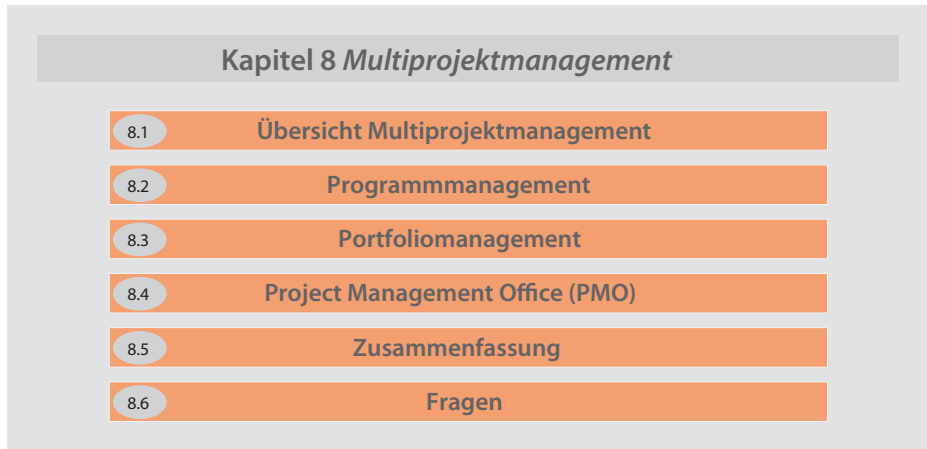 Kapitel 8 Multiprojektmanagement
8.1 Übersicht Multiprojektmanagement
8.2 Programmmanagement
8.3 Portfoliomanagement
8.4 Project Management Office (PMO)
8.5 Zusammenfassung
8.6 Fragen